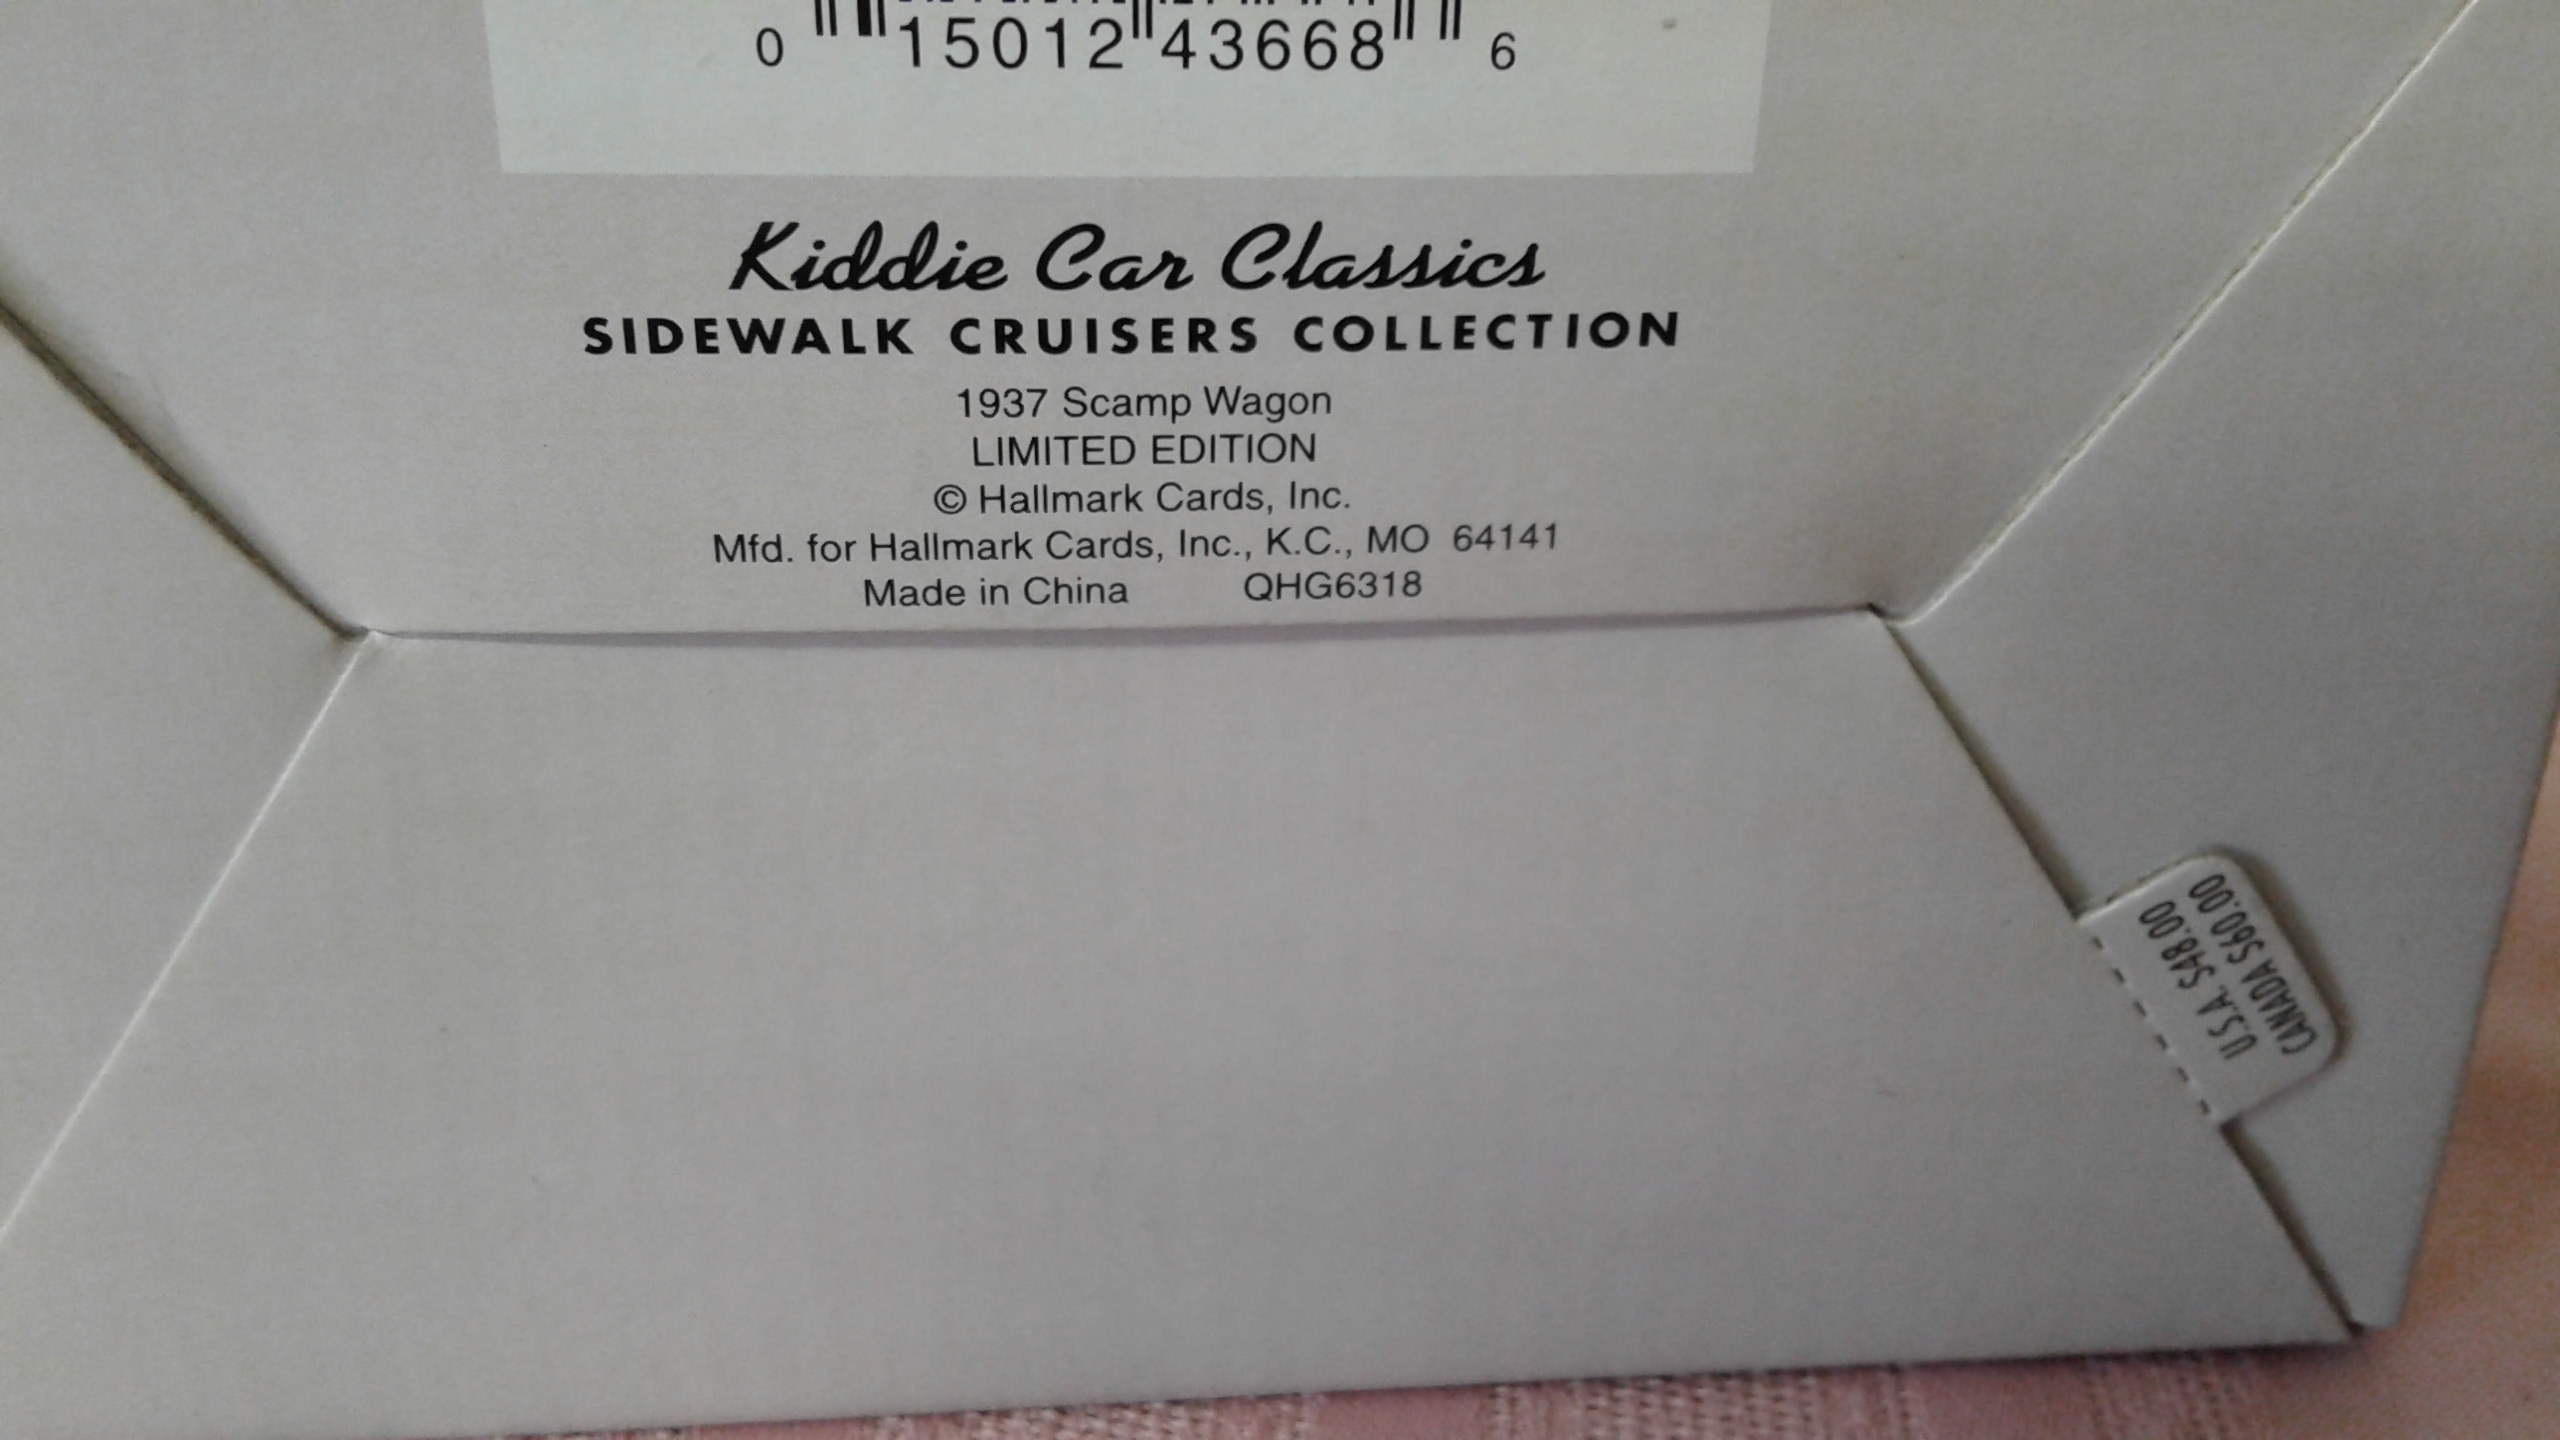 0 15012 43668 6
Kiddie Car Classics
SIDEWALK CRUISERS COLLECTION
1937 Scamp Wagon
LIMITED EDITION
© Hallmark Cards, Inc.
Mfd. for Hallmark Cards, Inc., K.C., MO 64141
Made in China QHG6318
U.S.A. $48.00
CANADA $60.00